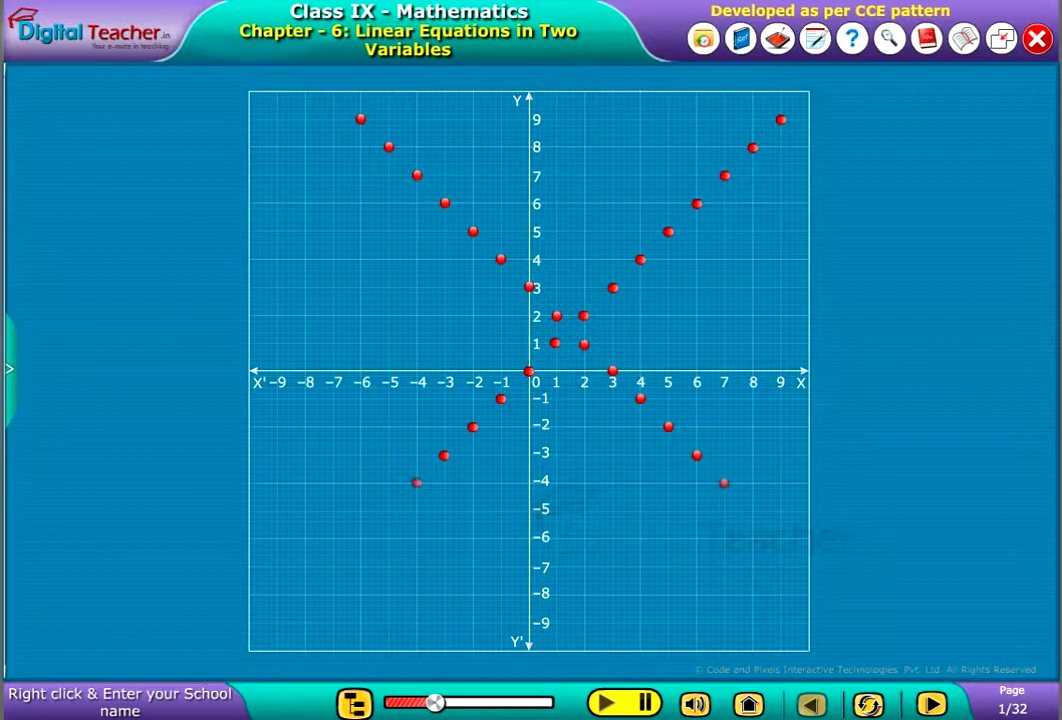 Digital Teacher.in
Your e-mate in teaching
Class IX - Mathematics
Chapter - 6: Linear Equations in Two
Variables
Developed as per CCE pattern
Ref
?
Y
9
8
7
6
5
4
3
2
1
X' −9 −8 −7 −6 −5 −4 −3 −2 −1 0 1 2 3 4 5 6 7 8 9 X
−1
−2
−3
−4
−5
−6
−7
−8
−9
Y'
Teacher
© Code and Pixels Interactive Technologies Pvt. Ltd. All Rights Reserved.
Right click & Enter your School
name
Page
1/32